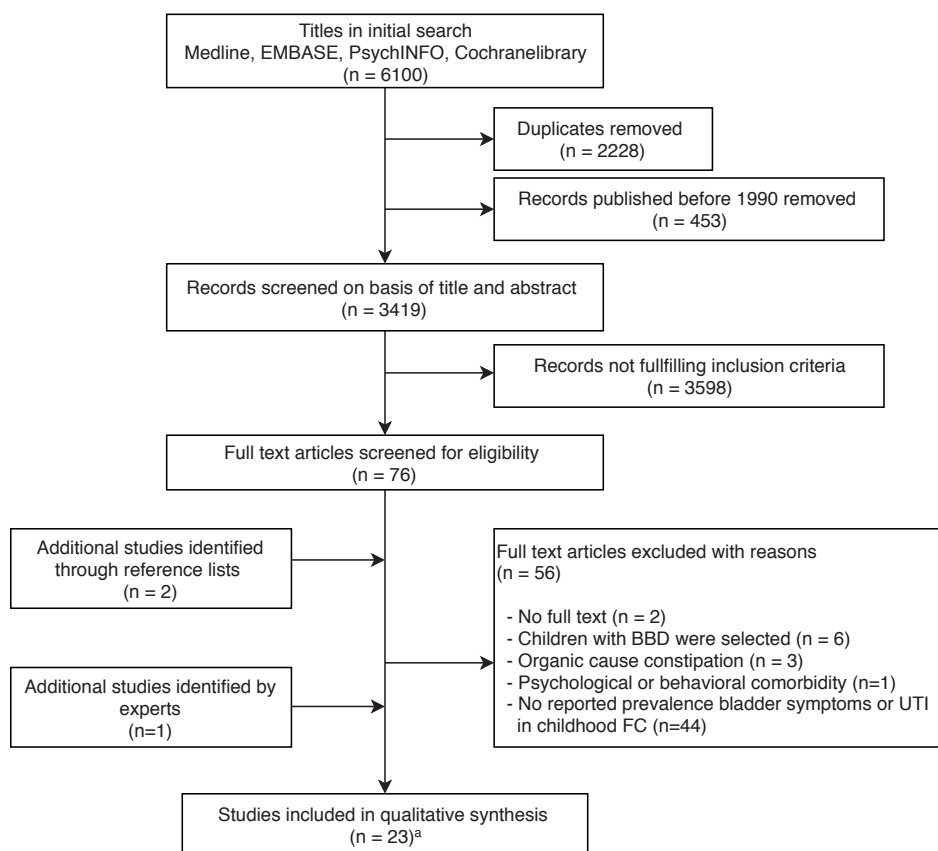 Titles in initial search
Medline, EMBASE, PsychINFO, Cochranelibrary
(n = 6100)
Duplicates removed
(n = 2228)
Records published before 1990 removed
(n = 453)
Records screened on basis of title and abstract
(n = 3419)
Records not fullfilling inclusion criteria
(n = 3598)
Full text articles screened for eligibility
(n = 76)
Additional studies identified
through reference lists
(n = 2)
Full text articles excluded with reasons
(n = 56)
- No full text (n = 2)
- Children with BBD were selected (n = 6)
- Organic cause constipation (n = 3)
- Psychological or behavioral comorbidity (n=1)
- No reported prevalence bladder symptoms or UTI
in childhood FC (n=44)
Additional studies identified by
experts
(n=1)
Studies included in qualitative synthesis
(n = 23)ª